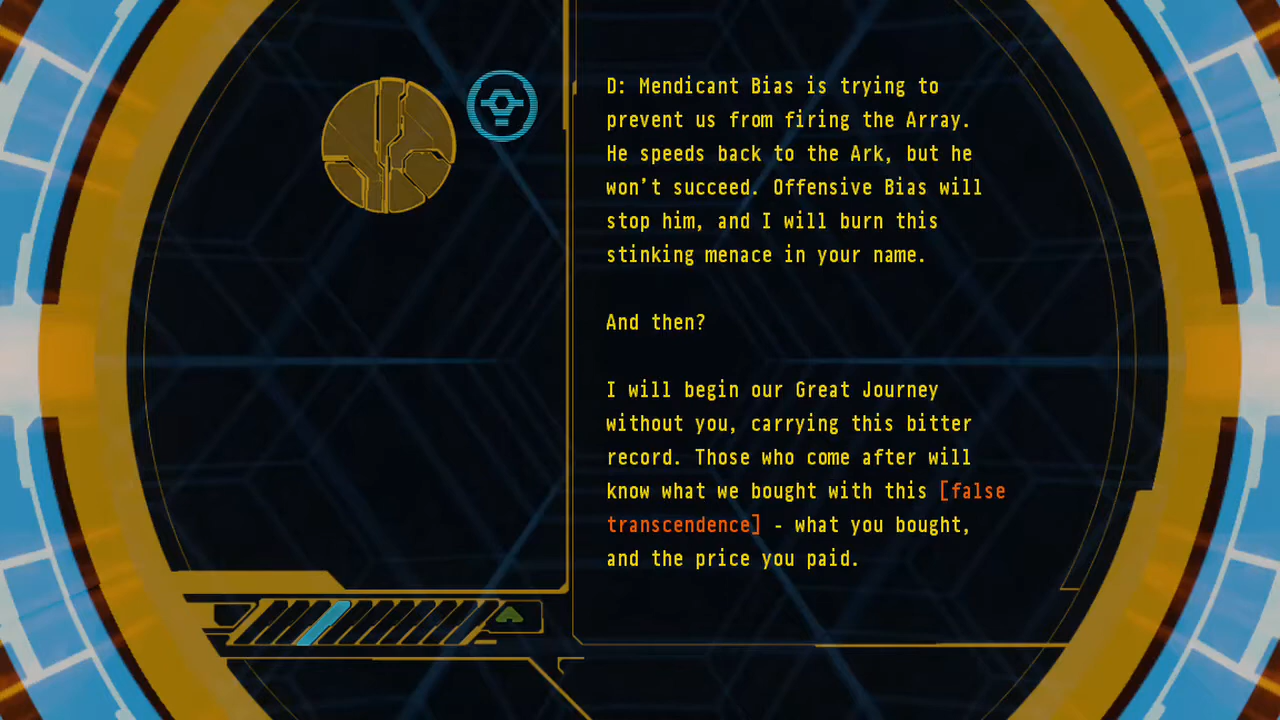 D: Mendicant Bias is trying to
prevent us from firing the Array.
He speeds back to the Ark, but he
won't succeed. Offensive Bias will
stop him, and I will burn this
stinking menace in your name.
And then?
I will begin our Great Journey
without you, carrying this bitter
record. Those who come after will
know what we bought with this [false
transcendence] - what you bought,
and the price you paid.